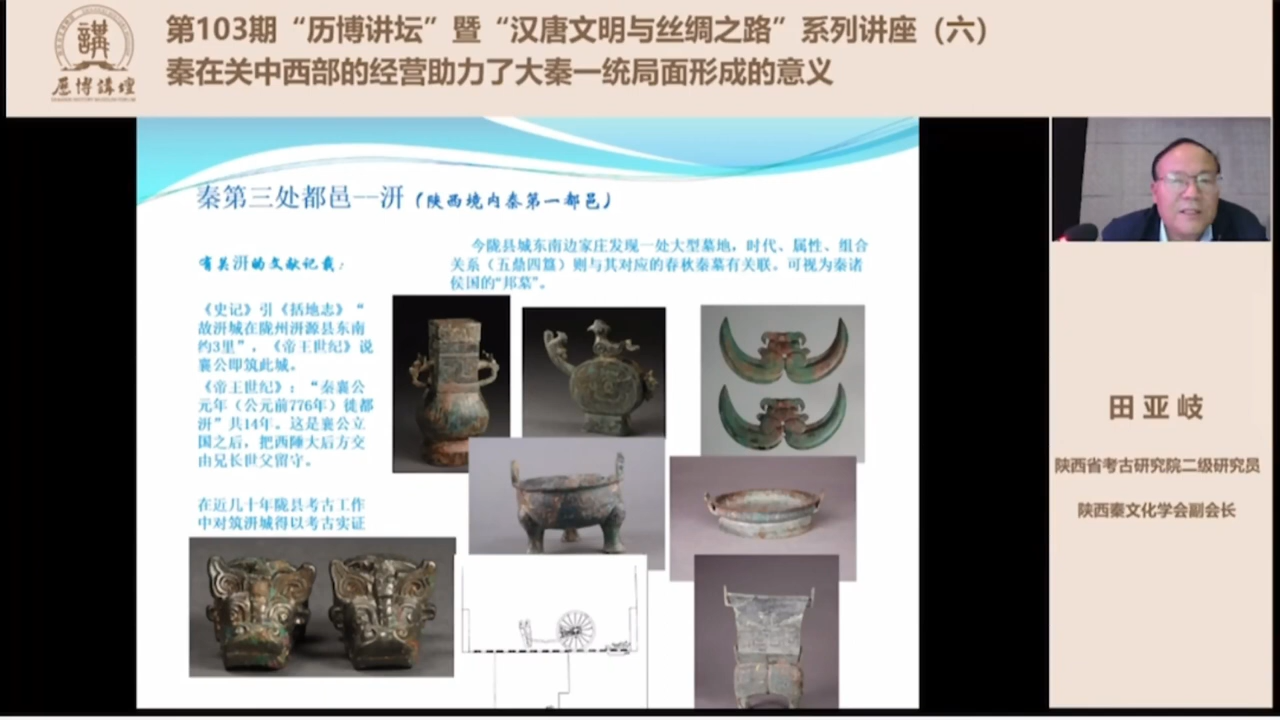 第103期“历博讲坛”暨“汉唐文明与丝绸之路”系列讲座（六）
秦在关中西部的经营助力了大秦一统局面形成的意义
講
歷博講壇
秦第三处都邑--汧（陕西境内秦第一都邑）
有关汧的文献记载：
《史记》引《括地志》“
故汧城在陇州汧源县东南
约3里”，《帝王世纪》说
襄公即筑此城。
《帝王世纪》：“秦襄公
元年（公元前776年）徙都
汧”共14年。这是襄公立
国之后，把西陲大后方交
由兄长世父留守。
在近几十年陇县考古工作
中对筑汧城得以考古实证
今陇县城东南边家庄发现一处大型墓地，时代、属性、组合
关系（五鼎四簋）则与其对应的春秋秦墓有关联。可视为秦诸
侯国的“邦墓”。
田亚岐
陕西省考古研究院二级研究员
陕西秦文化学会副会长